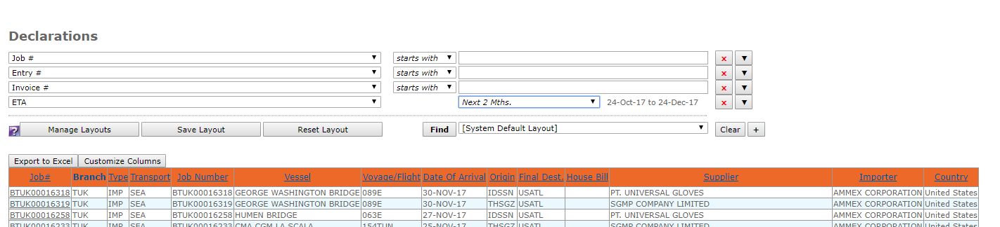 Declarations
Job # starts with x
Entry # starts with x
Invoice # starts with x
ETA Next 2 Mths. 24-Oct-17 to 24-Dec-17 x
? Manage Layouts Save Layout Reset Layout Find [System Default Layout] Clear +
Export to Excel Customize Columns
Job# Branch Type Transport Job Number Vessel Voyage/Flight Date Of Arrival Origin Final Dest. House Bill Supplier Importer Country
BTUK00016318 TUK IMP SEA BTUK00016318 GEORGE WASHINGTON BRIDGE 089E 30-NOV-17 IDSSN USATL PT. UNIVERSAL GLOVES AMMEX CORPORATION United States
BTUK00016319 TUK IMP SEA BTUK00016319 GEORGE WASHINGTON BRIDGE 089E 30-NOV-17 THSGZ USATL SGMP COMPANY LIMITED AMMEX CORPORATION United States
BTUK00016258 TUK IMP SEA BTUK00016258 HUMEN BRIDGE 063E 27-NOV-17 IDSSN USATL PT. UNIVERSAL GLOVES AMMEX CORPORATION United States
BTUK00016233 TUK IMP SEA BTUK00016233 CMA CGM LA SCALA 154TUN 25-NOV-17 THSGZ USATL SGMP COMPANY LIMITED AMMEX CORPORATION United States